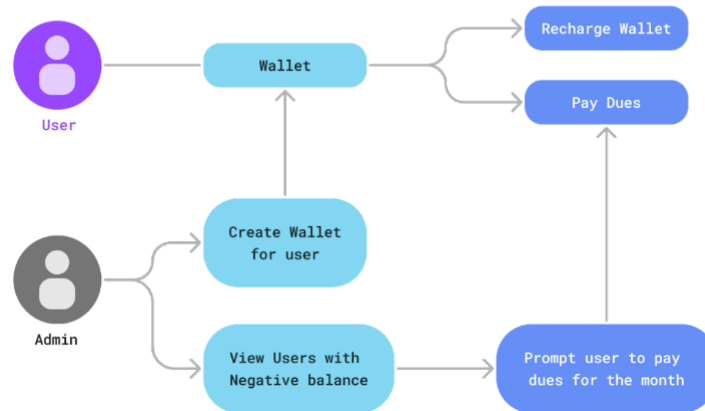 Recharge Wallet
Wallet
Pay Dues
User
Create Wallet
for user
Admin
View Users with
Negative balance
Prompt user to pay
dues for the month